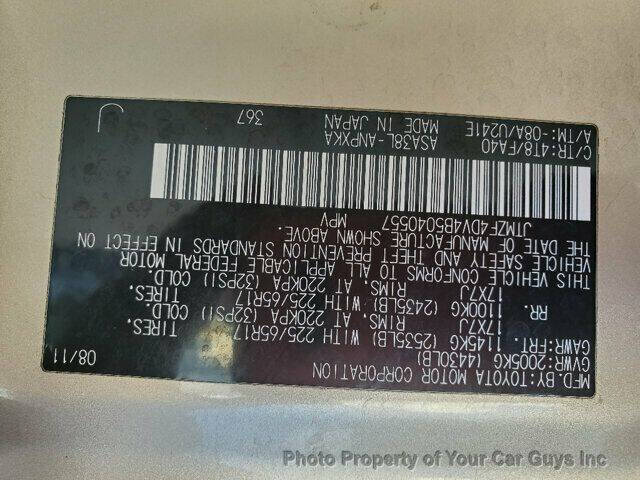 MFD.BY:TOYOTA MOTOR CORPORATION 08/11
GVWR: 2005KG (4430LB)
GAWR:FRT. 1145KG (2535LB) WITH 225/65R17 TIRES.
17X7J RIMS. AT 220KPA (32PSI) COLD.
RR. 1100KG (2435LB) WITH 225/65R17 TIRES.
17X7J RIMS. AT 220KPA (32PSI) COLD.
THIS VEHICLE CONFORMS TO ALL APPLICABLE FEDERAL MOTOR
VEHICLE SAFETY AND THEFT PREVENTION STANDARDS IN EFFECT ON
THE DATE OF MANUFACTURE SHOWN ABOVE.
JTMZF4DV4B5040557 MPV
C/TR:4T8/FA40 ASA38L-ANPXKA 367 J
A/TM:-08A/U241E MADE IN JAPAN
Photo Property of Your Car Guys Inc